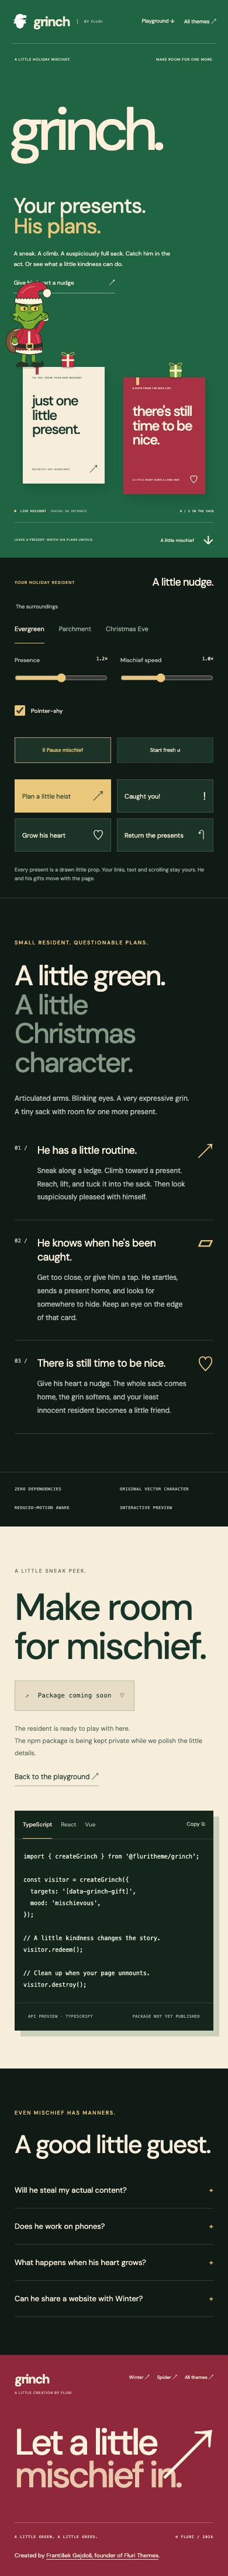 grinch
BY FLURI
Playground ↓
All themes ↗
A LITTLE HOLIDAY MISCHIEF.
MAKE ROOM FOR ONE MORE.
grinch.
Your presents.
His plans.
A sneak. A climb. A suspiciously full sack. Catch him in the
act. Or see what a little kindness can do.
a nudge
just one
little
present.
there's still
time to be
nice.
A LITTLE HEART GOES A LONG WAY.
LIVE RESIDENT
IN THE SACK
LEAVE A PRESENT. WATCH HIS PLANS UNFOLD.
A little mischief
YOUR HOLIDAY RESIDENT
A little nudge.
The surroundings
Evergreen
Parchment
Christmas Eve
Presence
1.2×
Mischief speed
1.0×
Pointer-shy
II Pause mischief
Start fresh
Plan a little heist
Caught you!
!
Grow his heart
Return the presents
Every present is a drawn little prop. Your links, text and scrolling stay yours. He
and his gifts move with the page.
SMALL RESIDENT. QUESTIONABLE PLANS.
A little green.
A little
Christmas
character.
Articulated arms. Blinking eyes. A very expressive grin.
A tiny sack with room for one more present.
01 /
He has a little routine.
Sneak along a ledge. Climb toward a present.
Reach, lift, and tuck it into the sack. Then look
suspiciously pleased with himself.
02 /
He knows when he's been
caught.
Get too close, or give him a tap. He startles,
sends a present home, and looks for
somewhere to hide. Keep an eye on the edge
of that card.
03 /
There is still time to be nice.
Give his heart a nudge. The whole sack comes
home, the grin softens, and your least
innocent resident becomes a little friend.
ZERO DEPENDENCIES
ORIGINAL VECTOR CHARACTER
REDUCED-MOTION AWARE
INTERACTIVE PREVIEW
A LITTLE SNEAK PEEK.
Make room
for mischief.
↗ Package coming soon ♡
The resident is ready to play with here.
The npm package is being kept private while we polish the little
details.
Back to the playground ↗
TypeScript
React
Vue
Copy
import { createGrinch } from '@fluritheme/grinch';
const visitor = createGrinch({
targets: '[data-grinch-gift]',
mood: 'mischievous',
});
// A little kindness changes the story.
visitor.redeem();
// Clean up when your page unmounts.
visitor.destroy();
API PREVIEW · TYPESCRIPT
PACKAGE NOT YET PUBLISHED
EVEN MISCHIEF HAS MANNERS.
A good little guest.
Will he steal my actual content?
+
Does he work on phones?
+
What happens when his heart grows?
+
Can he share a website with Winter?
+
grinch
A LITTLE CREATION BY FLURI
Winter ↗
Spider ↗
All themes ↗
Let a little
mischief in.
A LITTLE GREEN. A LITTLE GREED.
© FLURI / 2026
Created by František Gejdoš, founder of Fluri Themes.